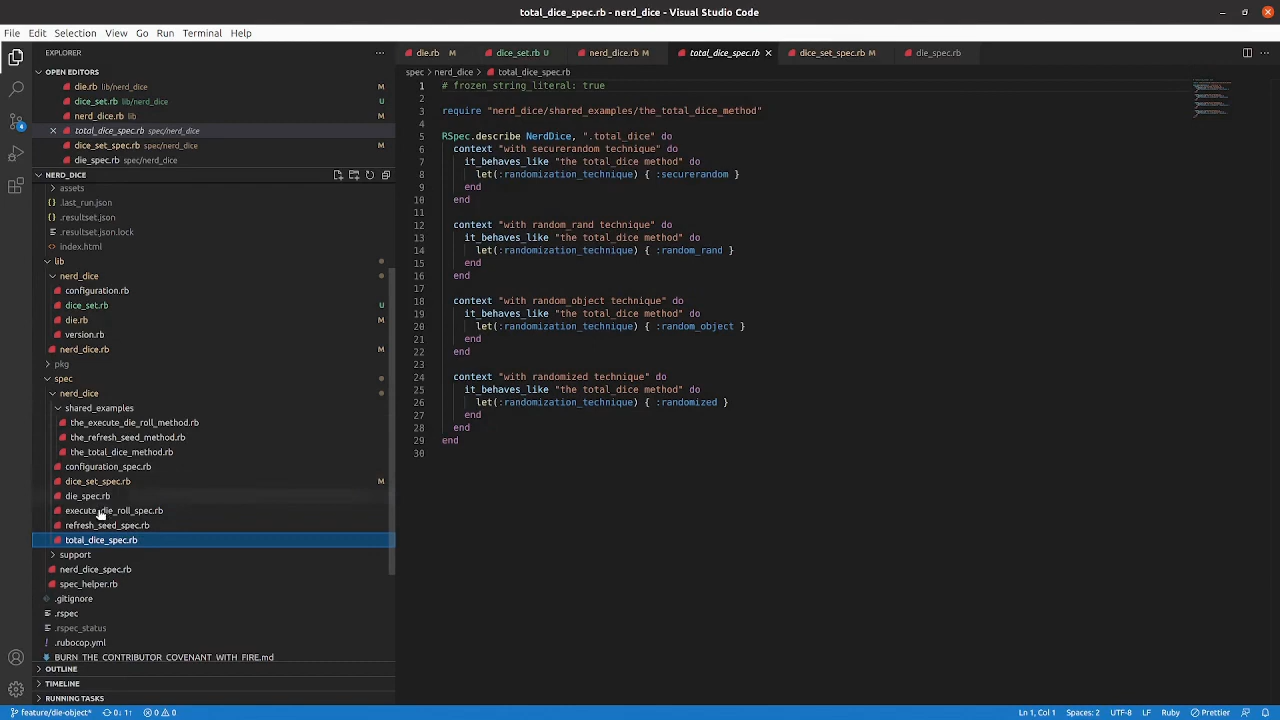 total_dice_spec.rb - nerd_dice - Visual Studio Code
File Edit Selection View Go Run Terminal Help
EXPLORER
OPEN EDITORS
die.rb lib/nerd_dice
dice_set.rb lib/nerd_dice U
nerd_dice.rb lib M
total_dice_spec.rb spec/nerd_dice
dice_set_spec.rb spec/nerd_dice M
die_spec.rb spec/nerd_dice
NERD_DICE
assets
{} .last_run.json
{} .resultset.json
.resultset.json.lock
index.html
lib
nerd_dice
configuration.rb
dice_set.rb U
die.rb M
version.rb
nerd_dice.rb M
pkg
spec
nerd_dice
shared_examples
the_execute_die_roll_method.rb
the_refresh_seed_method.rb
the_total_dice_method.rb
configuration_spec.rb
dice_set_spec.rb M
die_spec.rb
execute_die_roll_spec.rb
refresh_seed_spec.rb
total_dice_spec.rb
support
nerd_dice_spec.rb
spec_helper.rb
.gitignore
.rspec
.rspec_status
.rubocop.yml
BURN_THE_CONTRIBUTOR_COVENANT_WITH_FIRE.md
OUTLINE
TIMELINE
RUNNING TASKS
4
die.rb M dice_set.rb U nerd_dice.rb M total_dice_spec.rb dice_set_spec.rb M die_spec.rb
spec > nerd_dice > total_dice_spec.rb
1 # frozen_string_literal: true
2
3 require "nerd_dice/shared_examples/the_total_dice_method"
4
5 RSpec.describe NerdDice, ".total_dice" do
6 context "with securerandom technique" do
7 it_behaves_like "the total_dice method" do
8 let(:randomization_technique) { :securerandom }
9 end
10 end
11
12 context "with random_rand technique" do
13 it_behaves_like "the total_dice method" do
14 let(:randomization_technique) { :random_rand }
15 end
16 end
17
18 context "with random_object technique" do
19 it_behaves_like "the total_dice method" do
20 let(:randomization_technique) { :random_object }
21 end
22 end
23
24 context "with randomized technique" do
25 it_behaves_like "the total_dice method" do
26 let(:randomization_technique) { :randomized }
27 end
28 end
29 end
30
feature/die-object* 0↓ 1↑ 0 0 Ln 1, Col 1 Spaces: 2 UTF-8 LF Ruby Prettier